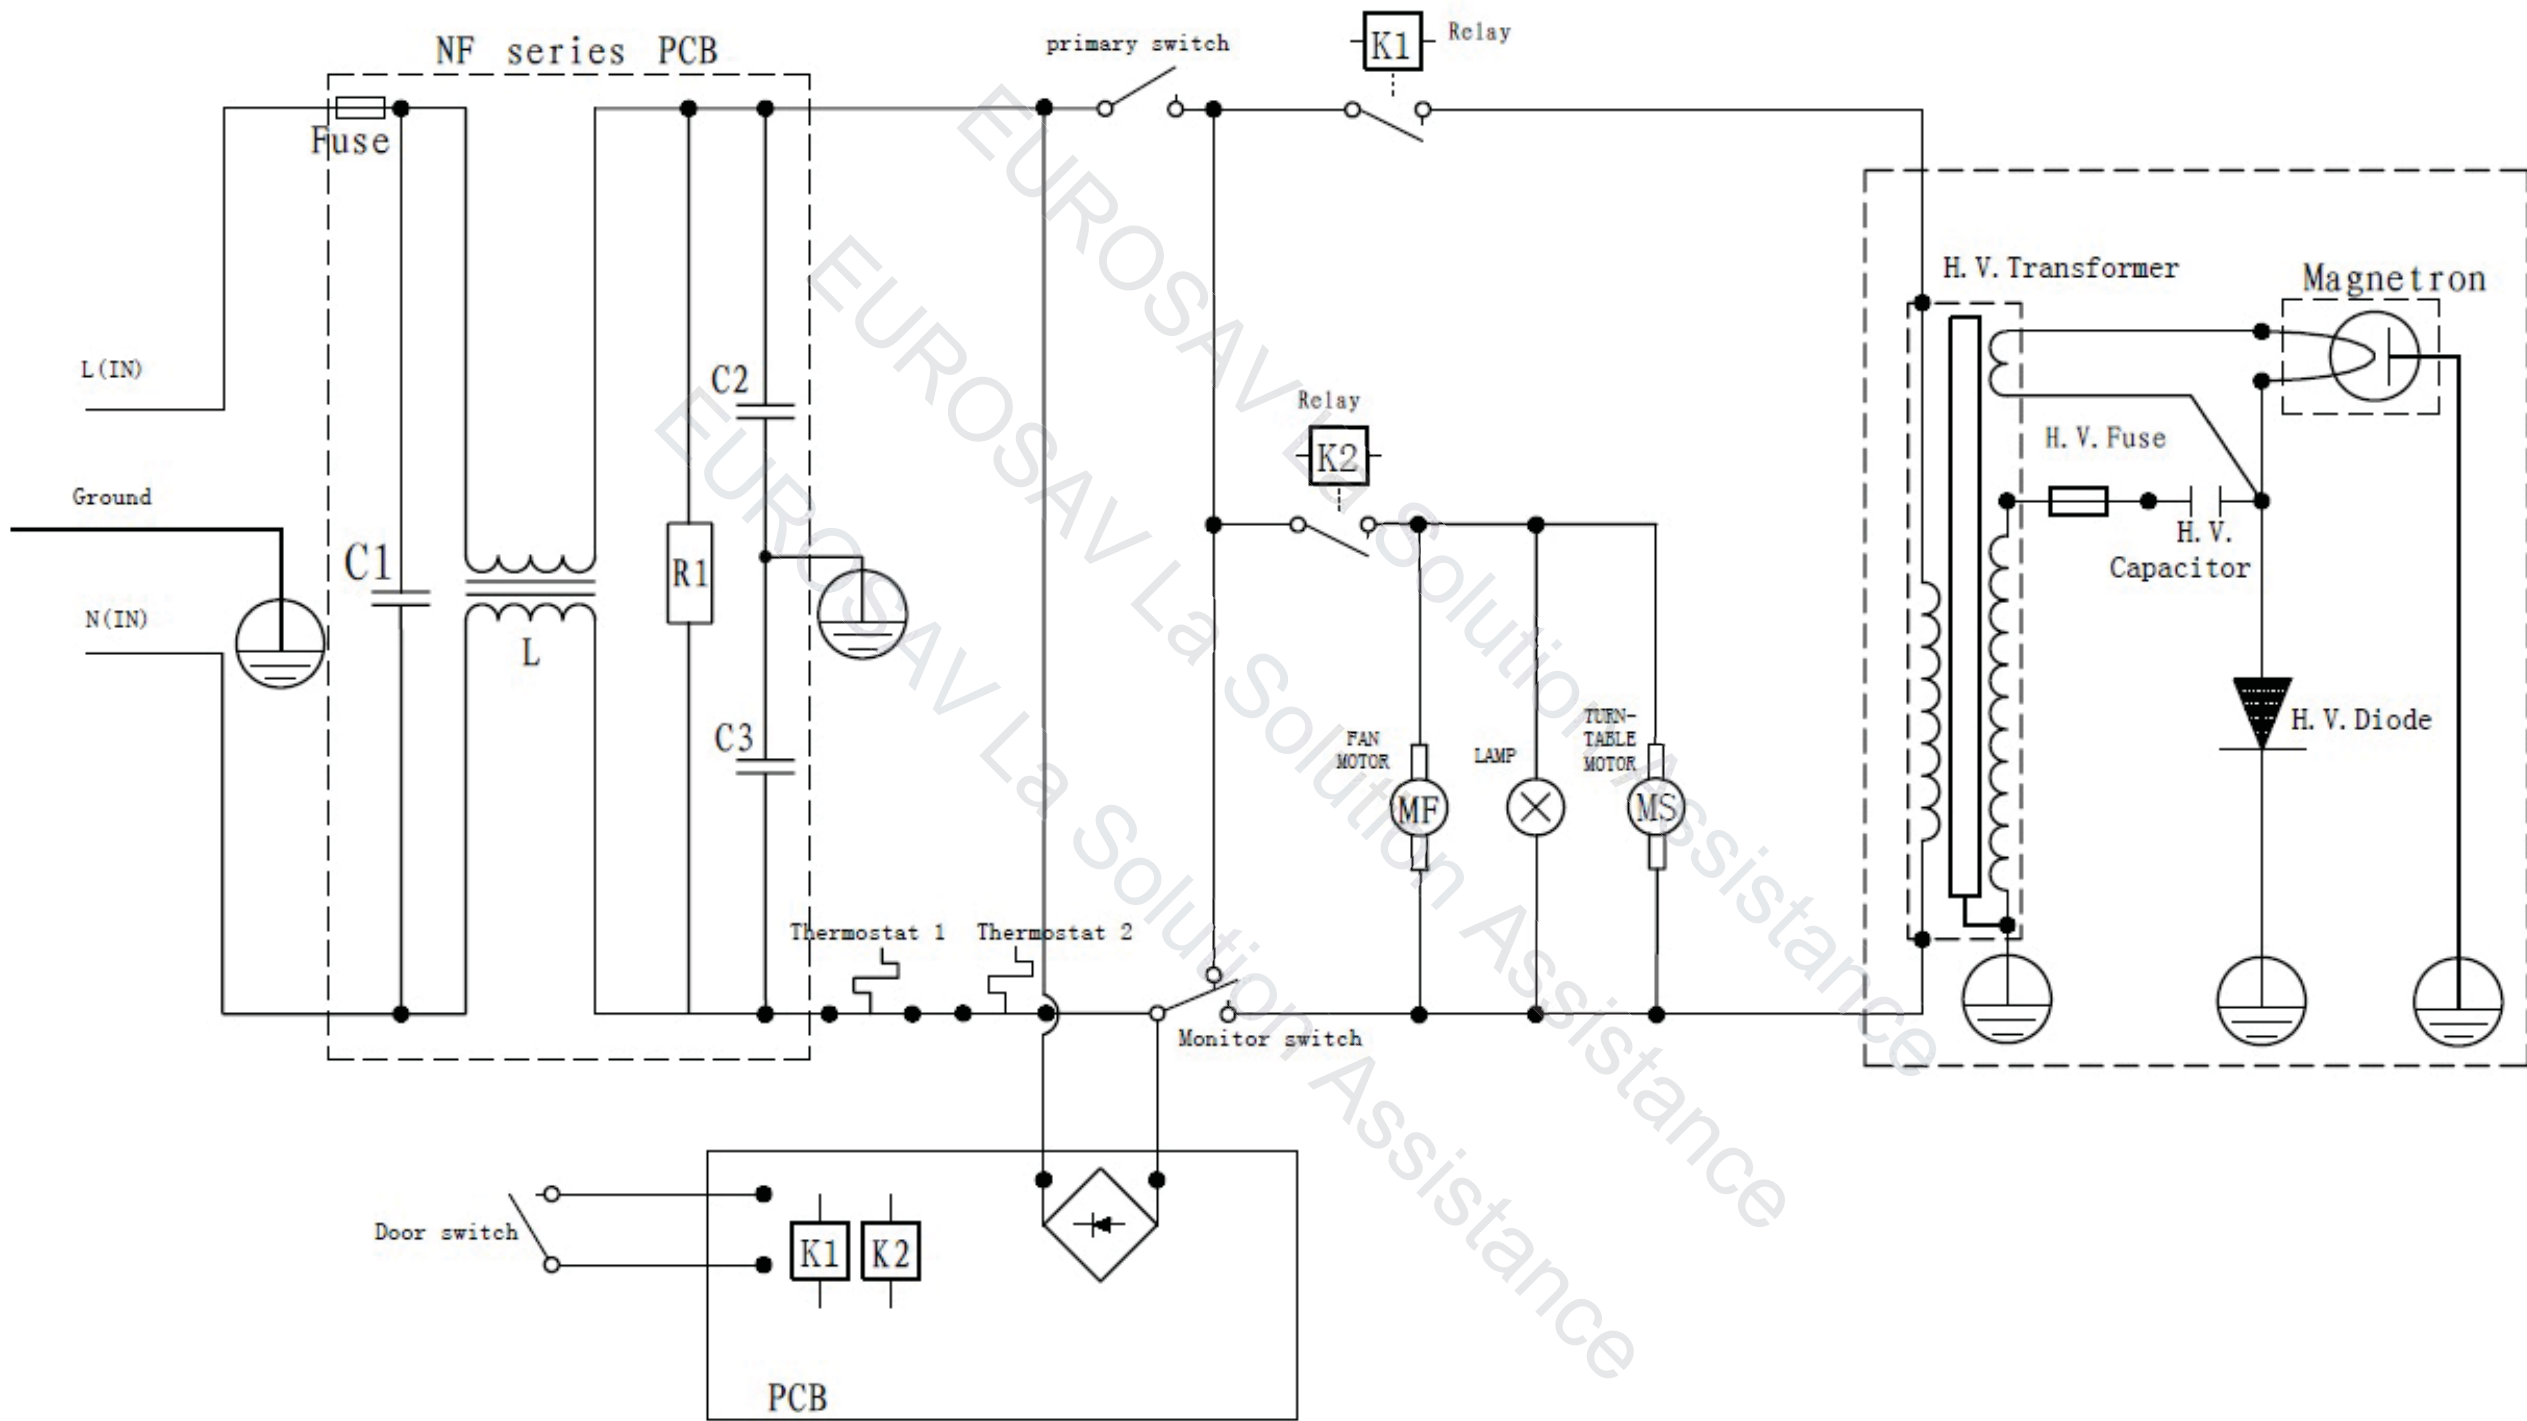 NF series PCB
primary switch
K1
Relay
Fuse
H.V.Transformer
Magnetron
L(IN)
C2
Relay
K2
H.V.Fuse
Ground
H.V.
Capacitor
C1
R1
N(IN)
L
C3
FAN
MOTOR
LAMP
TURN-
TABLE
MOTOR
H.V.Diode
MF
MS
Thermostat 1
Thermostat 2
Monitor switch
Door switch
K1
K2
PCB
EUROSAV La Solution Assistance
EUROSAV La Solution Assistance
EUROSAV La Solution Assistance